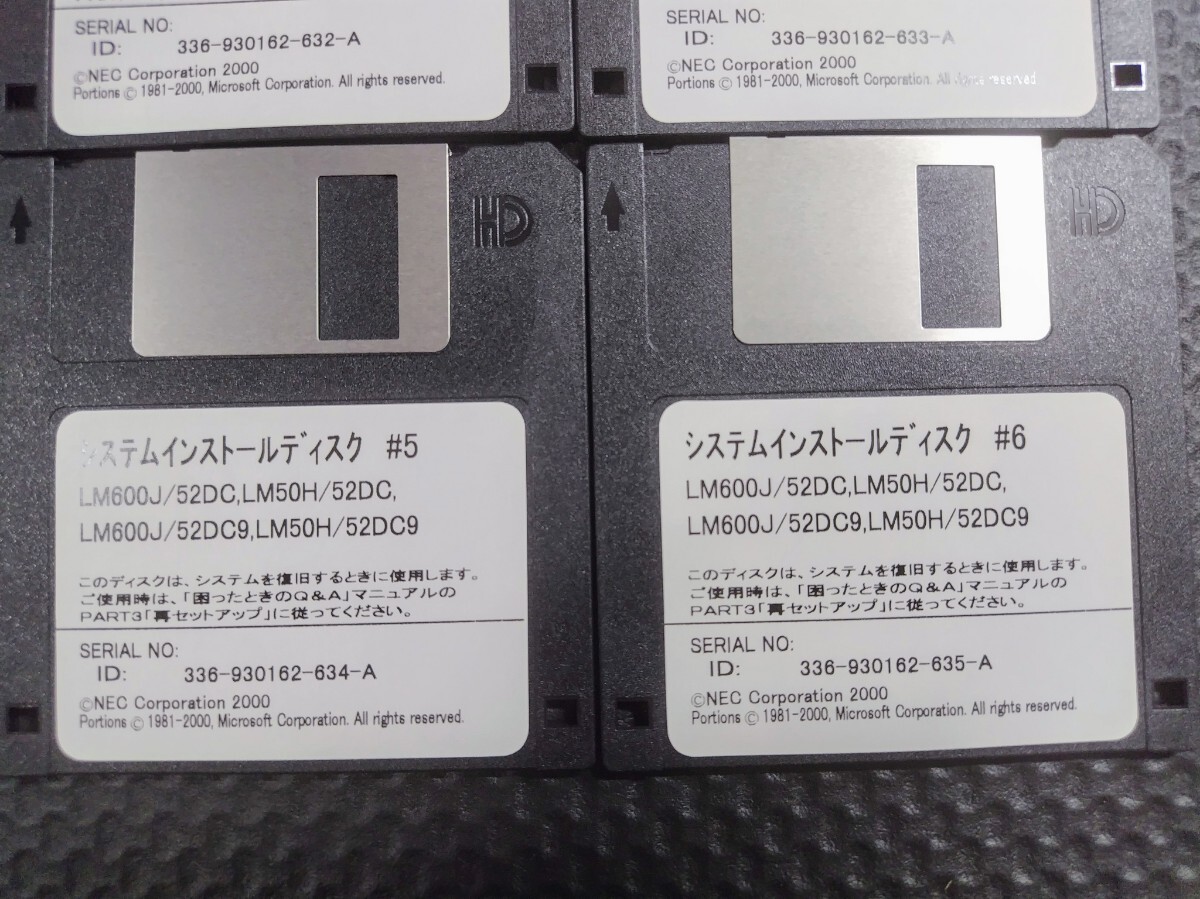 SERIAL NO:
ID: 336-930162-632-A
©NEC Corporation 2000
Portions © 1981-2000, Microsoft Corporation. All rights reserved.
SERIAL NO:
ID: 336-930162-633-A
©NEC Corporation 2000
Portions © 1981-2000, Microsoft Corporation. All rights reserved
HD
システムインストールディスク #5
LM600J/52DC,LM50H/52DC,
LM600J/52DC9,LM50H/52DC9
このディスクは、システムを復旧するときに使用します。
ご使用時は、「困ったときのQ&A」マニュアルの
PART3「再セットアップ」に従ってください。
SERIAL NO:
ID: 336-930162-634-A
©NEC Corporation 2000
Portions © 1981-2000, Microsoft Corporation. All rights reserved.
HD
システムインストールディスク #6
LM600J/52DC,LM50H/52DC,
LM600J/52DC9,LM50H/52DC9
このディスクは、システムを復旧するときに使用します。
ご使用時は、「困ったときのQ&A」マニュアルの
PART3「再セットアップ」に従ってください。
SERIAL NO:
ID: 336-930162-635-A
©NEC Corporation 2000
Portions © 1981-2000, Microsoft Corporation. All rights reserved.